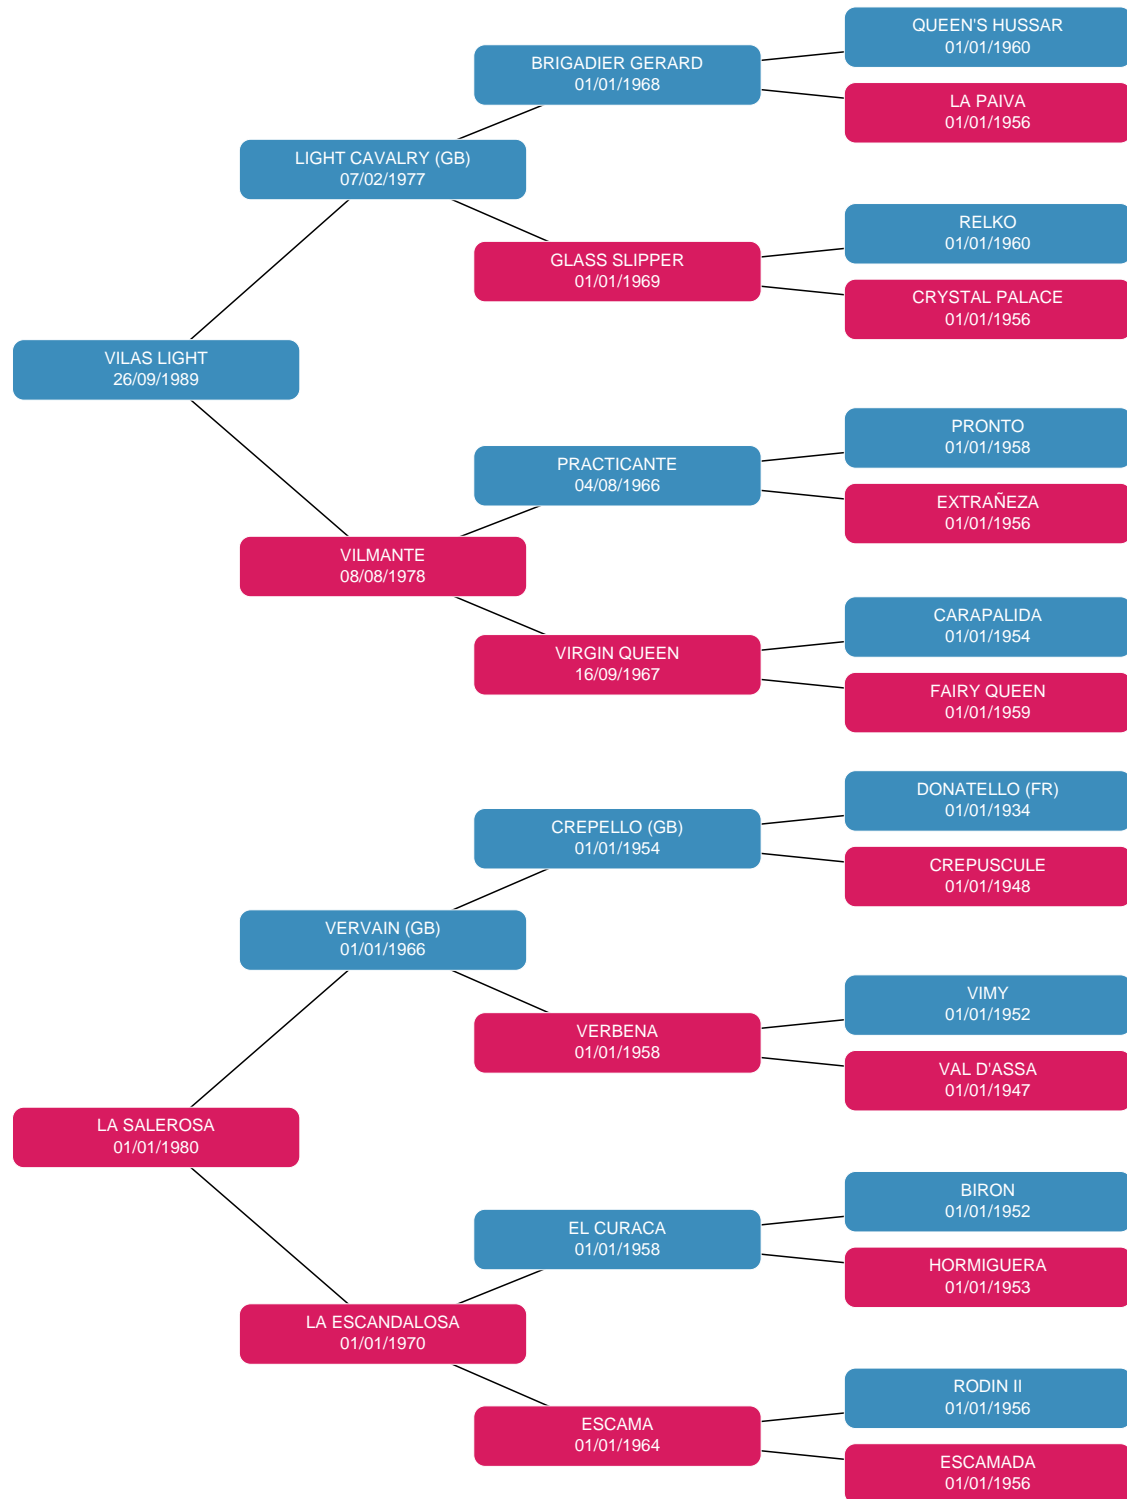 QUEEN'S HUSSAR
01/01/1960
BRIGADIER GERARD
01/01/1968
LA PAIVA
01/01/1956
LIGHT CAVALRY (GB)
07/02/1977
RELKO
01/01/1960
GLASS SLIPPER
01/01/1969
CRYSTAL PALACE
01/01/1956
VILAS LIGHT
26/09/1989
PRONTO
01/01/1958
PRACTICANTE
04/08/1966
EXTRAÑEZA
01/01/1956
VILMANTE
08/08/1978
CARAPALIDA
01/01/1954
VIRGIN QUEEN
16/09/1967
FAIRY QUEEN
01/01/1959
DONATELLO (FR)
01/01/1934
CREPELLO (GB)
01/01/1954
CREPUSCULE
01/01/1948
VERVAIN (GB)
01/01/1966
VIMY
01/01/1952
VERBENA
01/01/1958
VAL D'ASSA
01/01/1947
LA SALEROSA
01/01/1980
BIRON
01/01/1952
EL CURACA
01/01/1958
HORMIGUERA
01/01/1953
LA ESCANDALOSA
01/01/1970
RODIN II
01/01/1956
ESCAMA
01/01/1964
ESCAMADA
01/01/1956